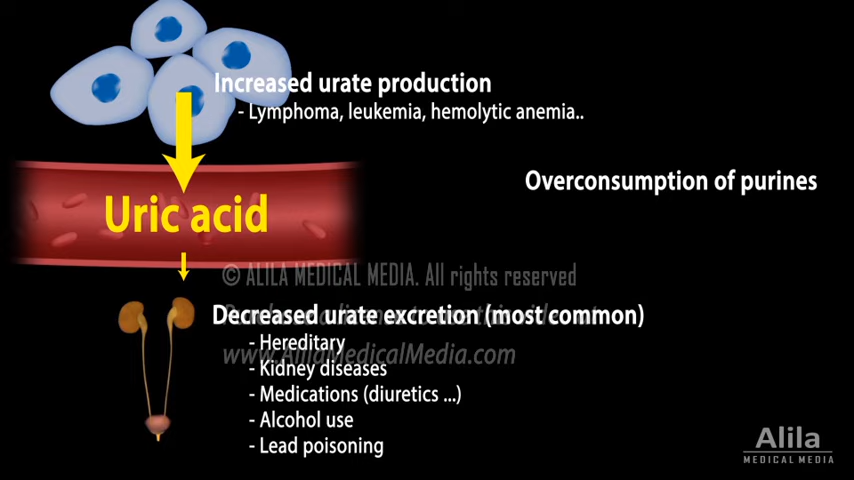 Increased urate production
- Lymphoma, leukemia, hemolytic anemia..
Overconsumption of purines
Uric acid
© ALILA MEDICAL MEDIA. All rights reserved
Decreased urate excretion (most common)
- Hereditary
www.AlilaMedicalMedia.com
- Kidney diseases
- Medications (diuretics ...)
- Alcohol use
- Lead poisoning
Alila
MEDICAL MEDIA